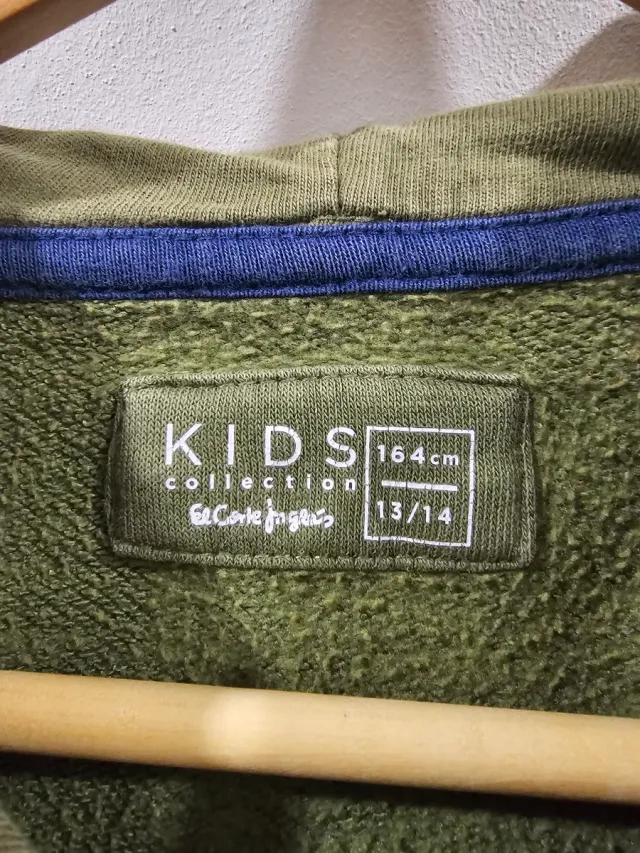 KIDS
collection
El Corte Inglés
164cm
13/14